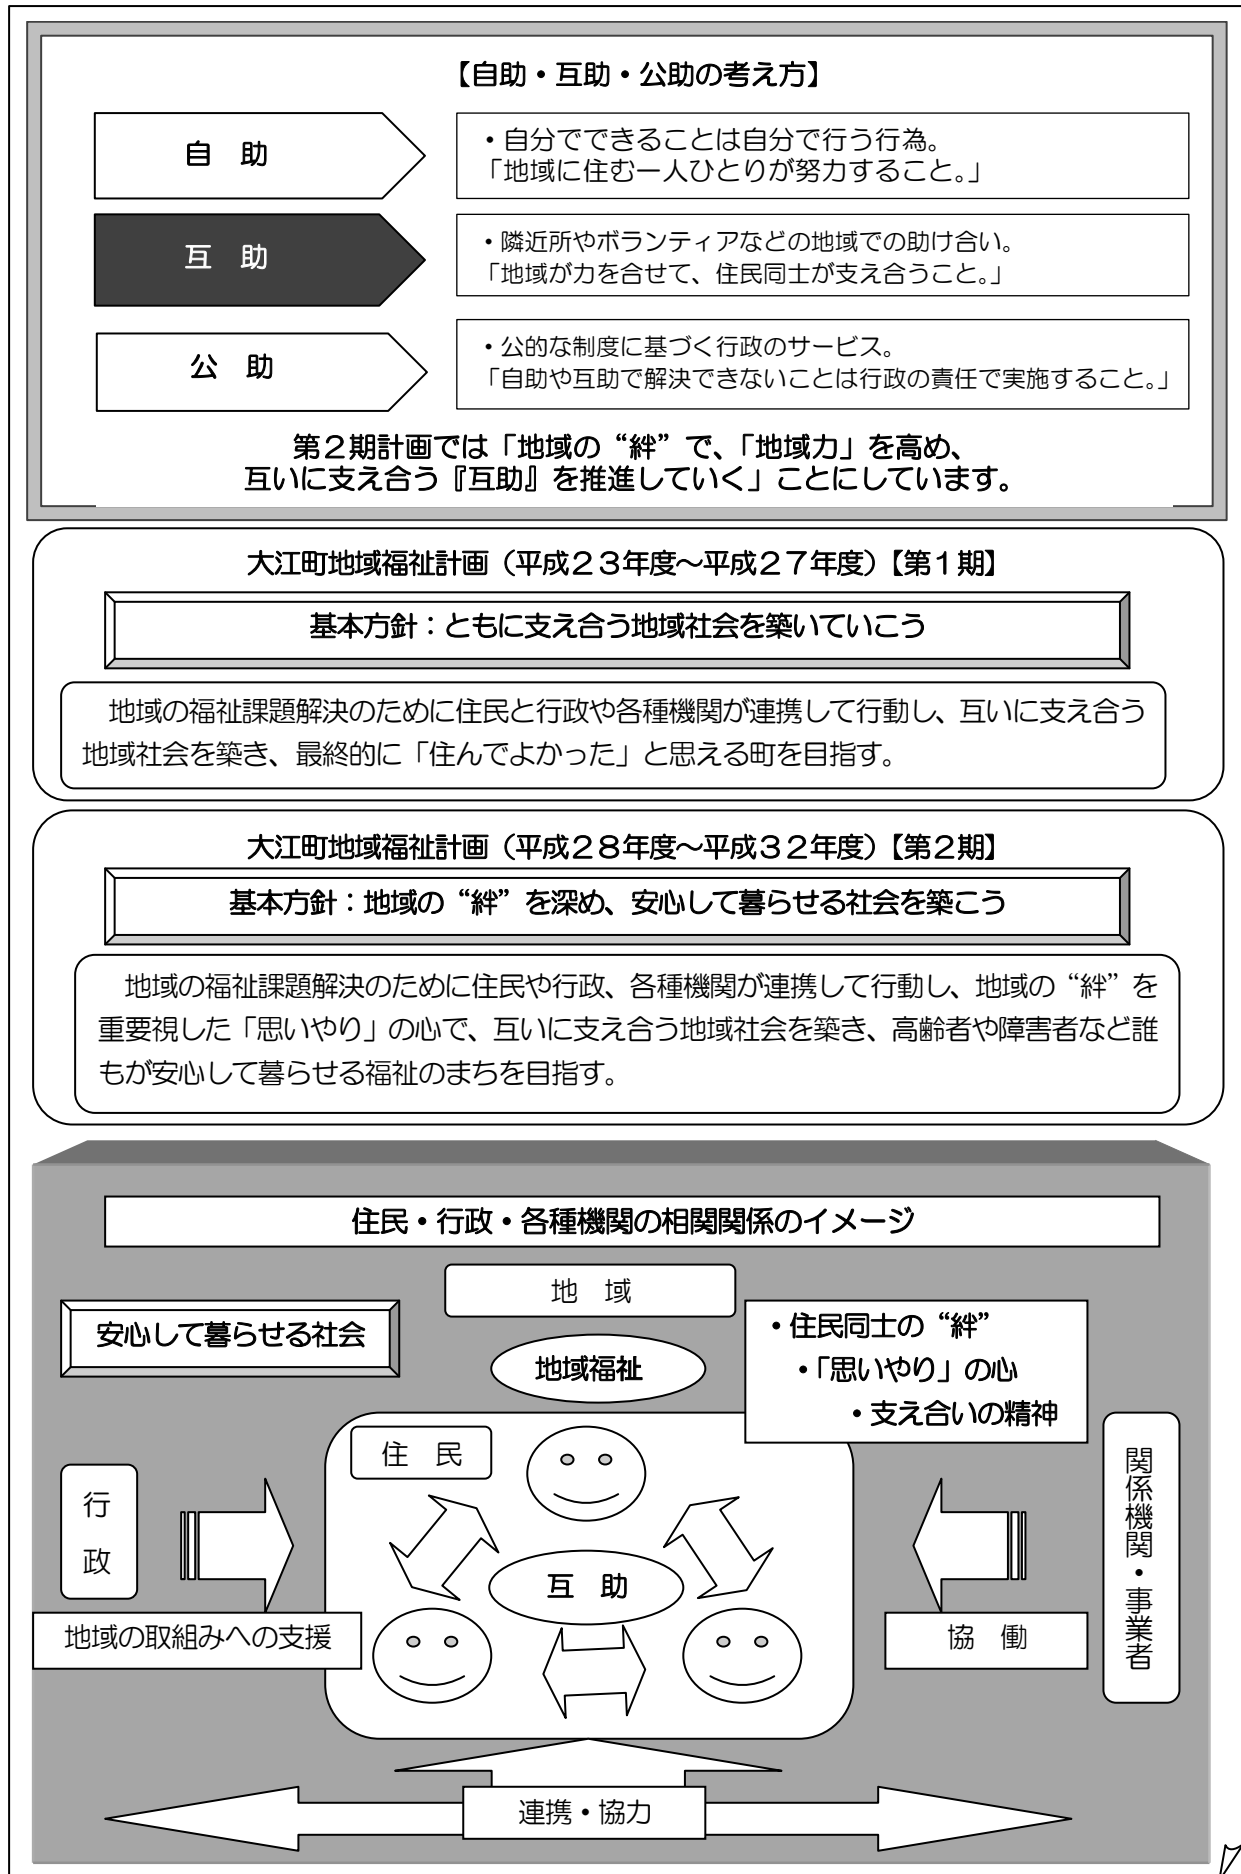 【自助・互助・公助の考え方】
自　助
・自分でできることは自分で行う行為。
「地域に住む一人ひとりが努力すること。」
互　助
・隣近所やボランティアなどの地域での助け合い。
「地域が力を合せて、住民同士が支え合うこと。」
公　助
・公的な制度に基づく行政のサービス。
「自助や互助で解決できないことは行政の責任で実施すること。」
第２期計画では「地域の“絆”で、「地域力」を高め、
互いに支え合う『互助』を推進していく」ことにしています。
大江町地域福祉計画（平成２３年度～平成２７年度）【第１期】
基本方針：ともに支え合う地域社会を築いていこう
地域の福祉課題解決のために住民と行政や各種機関が連携して行動し、互いに支え合う
地域社会を築き、最終的に「住んでよかった」と思える町を目指す。
大江町地域福祉計画（平成２８年度～平成３２年度）【第２期】
基本方針：地域の“絆”を深め、安心して暮らせる社会を築こう
地域の福祉課題解決のために住民や行政、各種機関が連携して行動し、地域の“絆”を
重要視した「思いやり」の心で、互いに支え合う地域社会を築き、高齢者や障害者など誰
もが安心して暮らせる福祉のまちを目指す。
住民・行政・各種機関の相関関係のイメージ
地　域
安心して暮らせる社会
地域福祉
・住民同士の“絆”
・「思いやり」の心
・支え合いの精神
住　民
行政
関係機関・事業者
互　助
地域の取組みへの支援
協　働
連携・協力